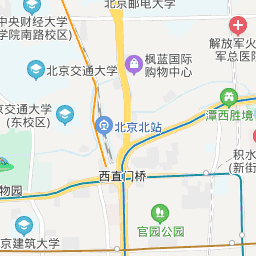 北京邮电大学
中央财经大学
学院南路校区)
解放军火
军总医院
枫蓝国际
购物中心
北京交通大学
潭西胜境
北京交通大学
(东校区)
北京北站
积水
(新街
西直门桥
物园
官园公园
京建筑大学